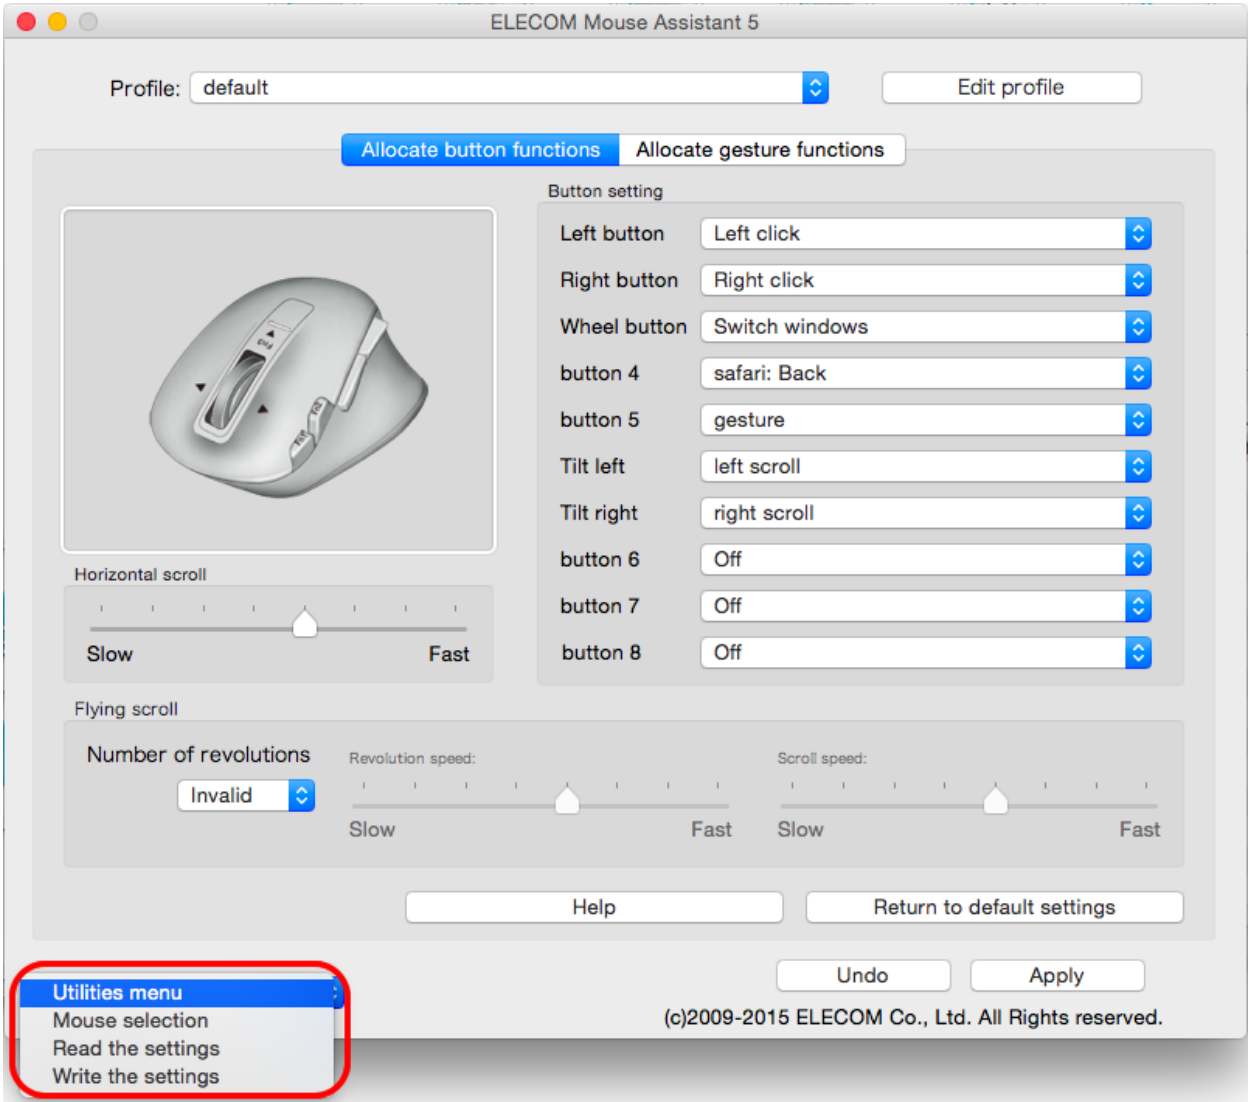 ELECOM Mouse Assistant 5
Profile: default Edit profile
Allocate button functions Allocate gesture functions
Button setting
Left button Left click
Right button Right click
Wheel button Switch windows
button 4 safari: Back
button 5 gesture
Tilt left left scroll
Tilt right right scroll
button 6 Off
button 7 Off
button 8 Off
Fn3
Fn2
Fn1
Horizontal scroll
Slow Fast
Flying scroll
Number of revolutions Revolution speed: Scroll speed:
Invalid
Slow Fast Slow Fast
Help Return to default settings
Undo Apply
(c)2009-2015 ELECOM Co., Ltd. All Rights reserved.
Utilities menu
Mouse selection
Read the settings
Write the settings